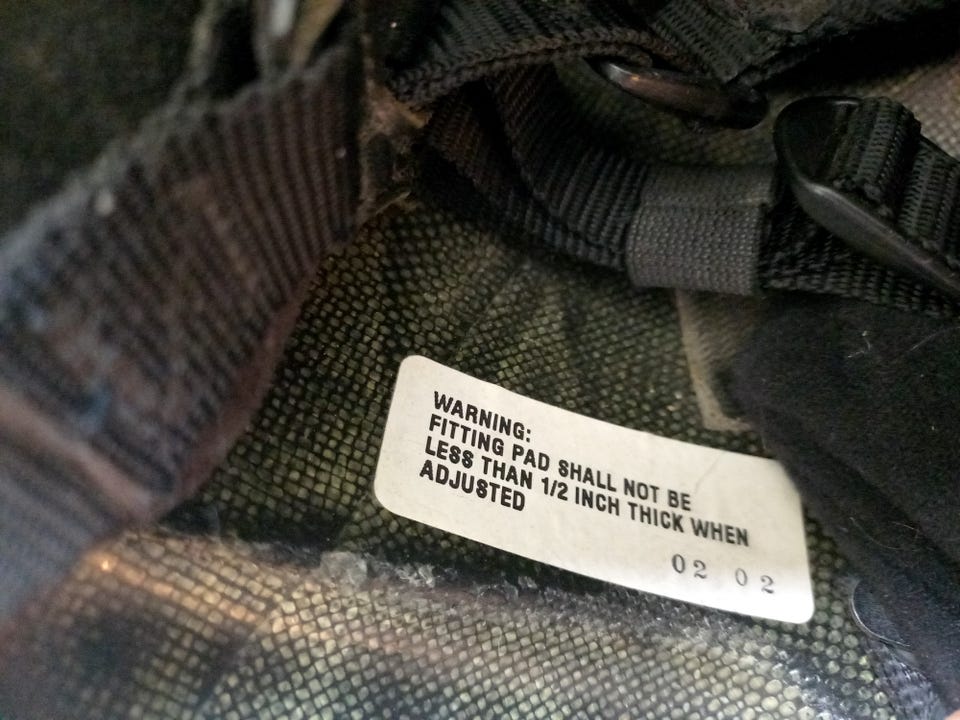 WARNING:
FITTING PAD SHALL NOT BE
LESS THAN 1/2 INCH THICK WHEN
ADJUSTED
02 02